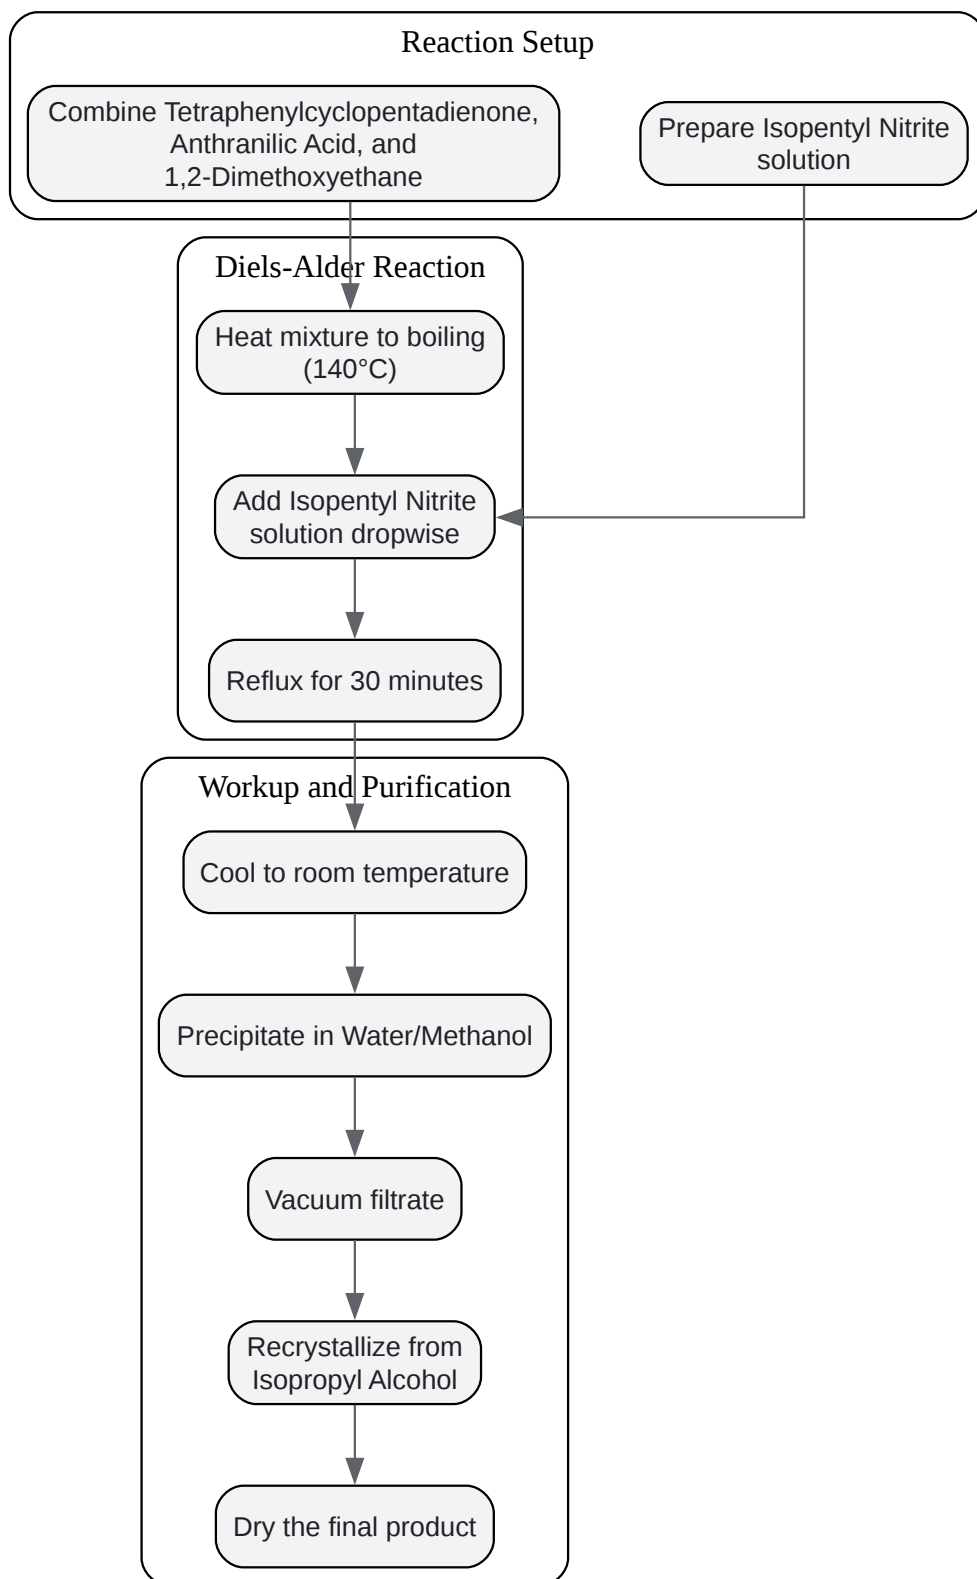 Reaction Setup
Combine Tetraphenylcyclopentadienone,
Anthranilic Acid, and
1,2-Dimethoxyethane
Prepare Isopentyl Nitrite
solution
Diels-Alder Reaction
Heat mixture to boiling
(140°C)
Add Isopentyl Nitrite
solution dropwise
Reflux for 30 minutes
Workup and Purification
Cool to room temperature
Precipitate in Water/Methanol
Vacuum filtrate
Recrystallize from
Isopropyl Alcohol
Dry the final product